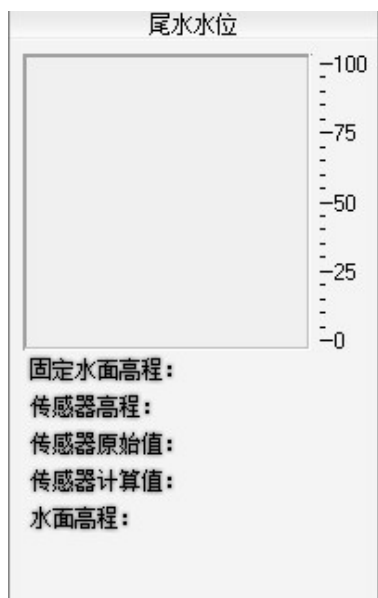 尾水水位
100
75
50
25
0
固定水面高程：
传感器高程：
传感器原始值：
传感器计算值：
水面高程：